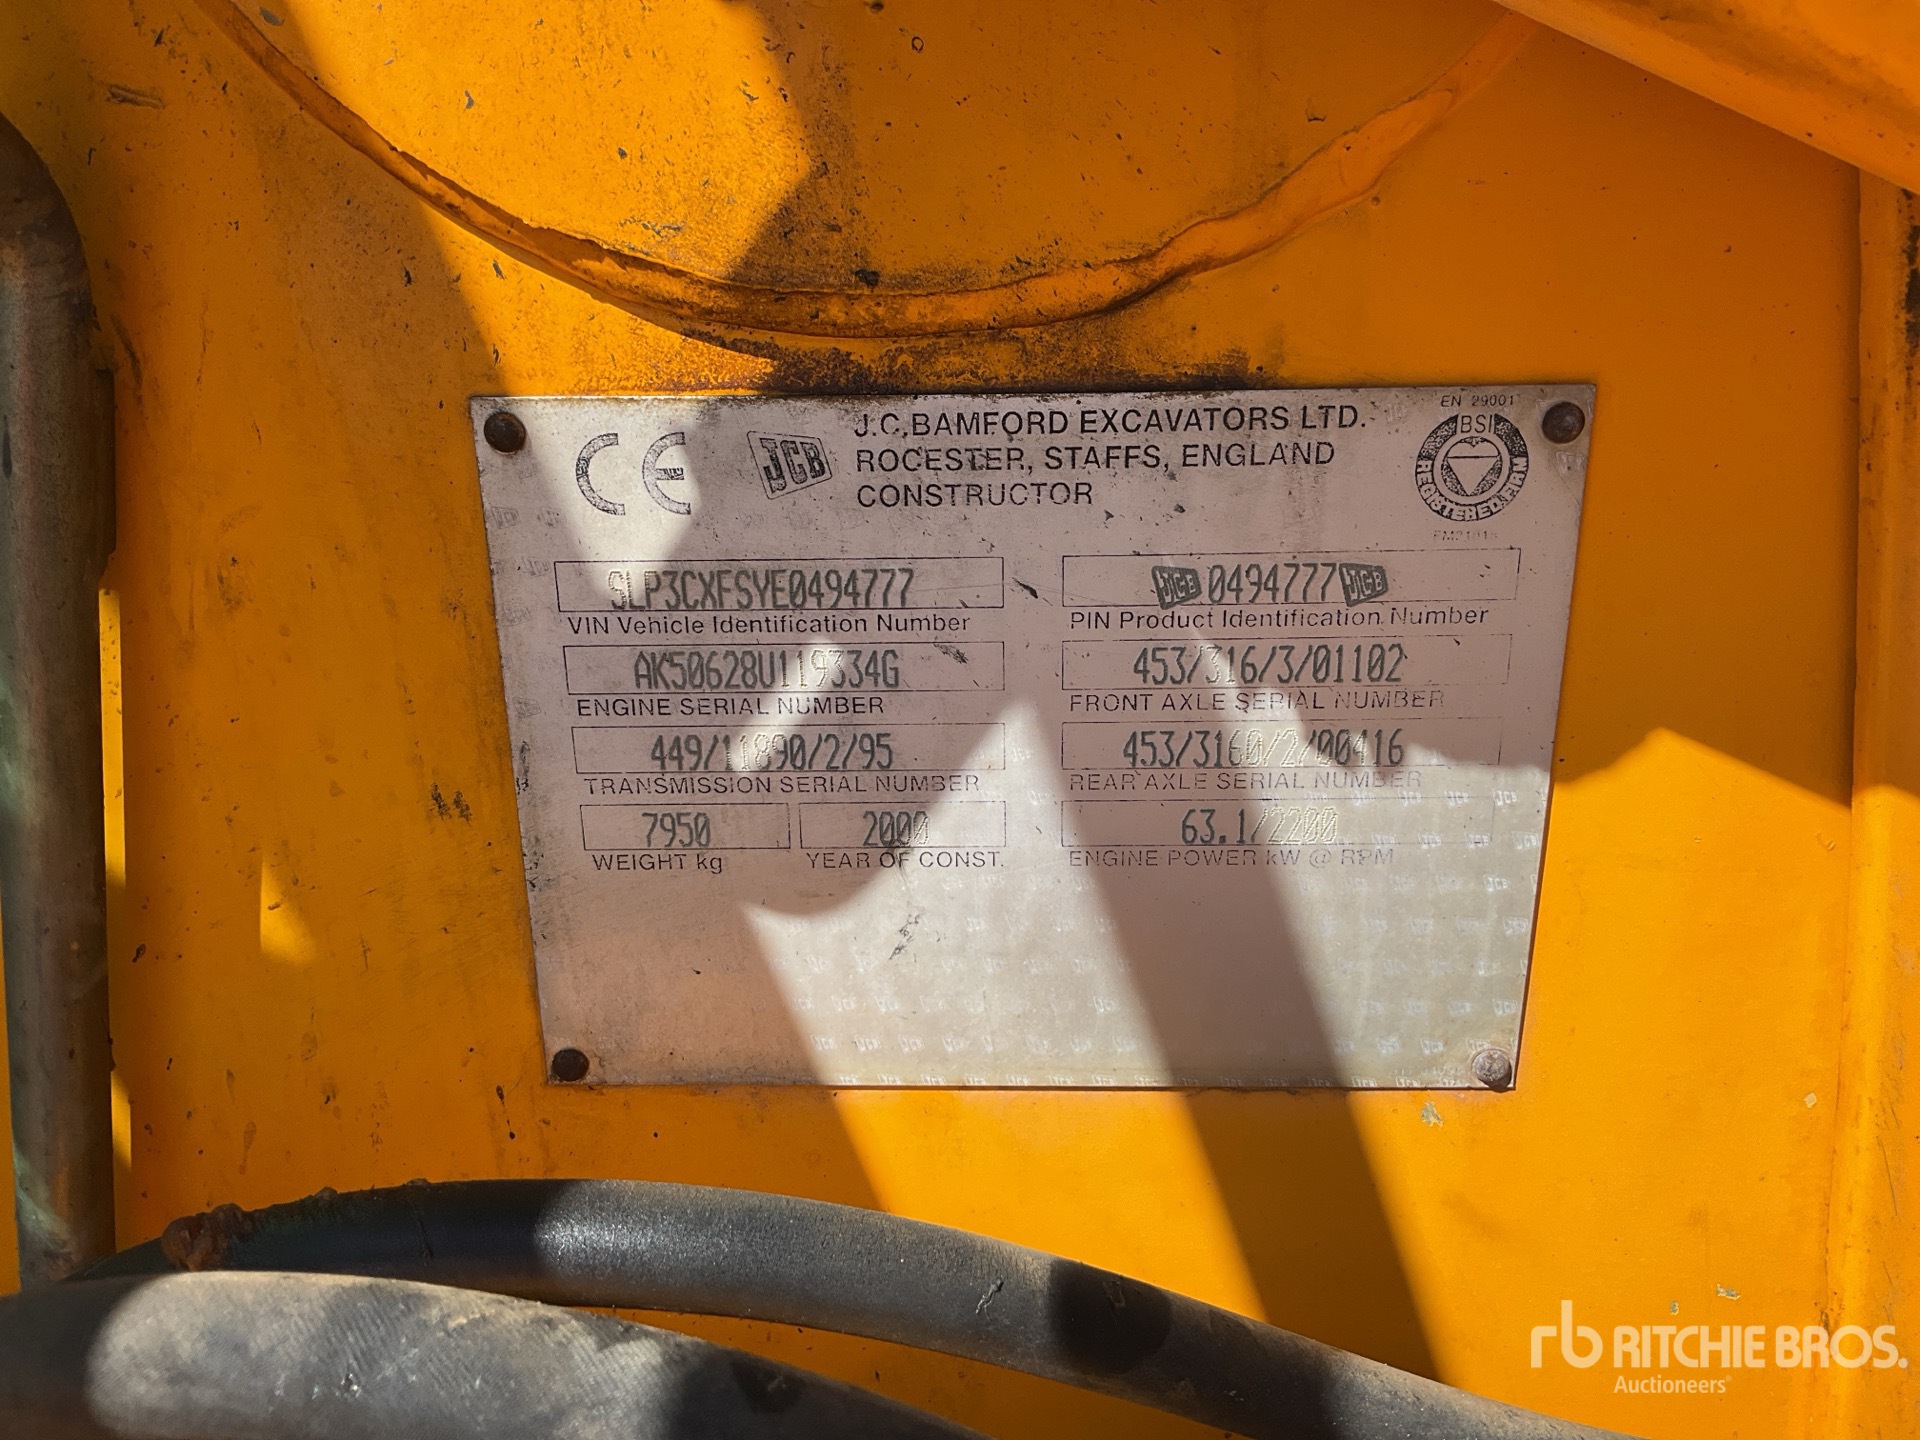 EN 29001
J.C.BAMFORD EXCAVATORS LTD.
ROCESTER, STAFFS, ENGLAND
CONSTRUCTOR
CE
JCB
BSI
REGISTERED FIRM
SLP3CXFSYE0494777
VIN Vehicle Identification Number
JCB 0494777 JCB
PIN Product Identification Number
AK50628U119334G
ENGINE SERIAL NUMBER
453/316/3/01102
FRONT AXLE SERIAL NUMBER
449/11890/2/95
TRANSMISSION SERIAL NUMBER
453/3160/2/00416
REAR AXLE SERIAL NUMBER
7950
WEIGHT kg
2000
YEAR OF CONST.
63.1/2200
ENGINE POWER kW @ RPM
rb RITCHIE BROS.
Auctioneers